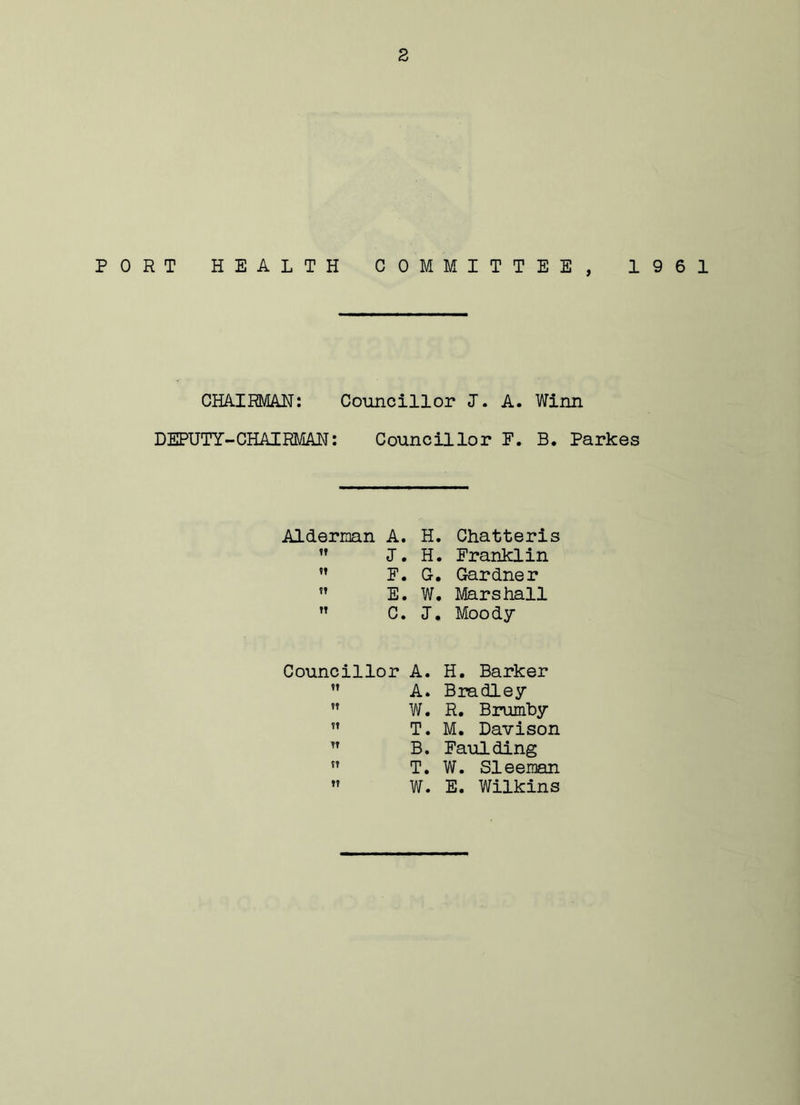 2
PORT HEALTH COMMITTEE, 1961
CHAIRMAN: Councillor J. A. Winn
DEPUTY-CHAIRMAN: Councillor F. B. Parkes
Alderman A. H. Chatteris
" J. H. Franklin
" F. G. Gardner
" E. W. Marshall
" C. J. Moody
Councillor A. H. Barker
" A. Bradley
" W. R. Brumby
" T. M. Davison
" B. Faulding
" T. W. Sleeman
" W. E. Wilkins